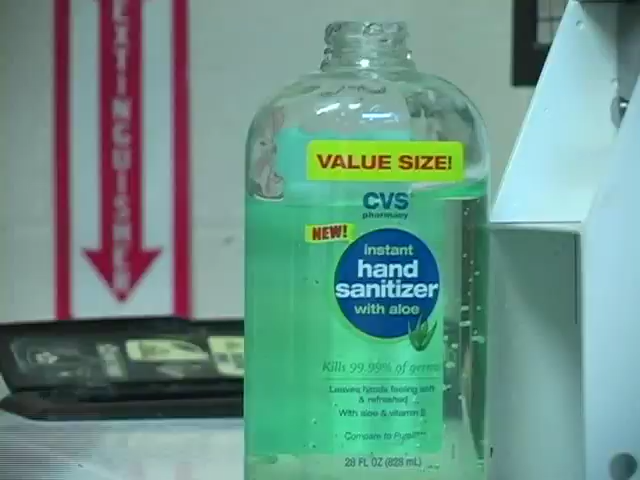 EXTINGUISHER
VALUE SIZE!
CVS
pharmacy
NEW!
instant
hand
sanitizer
with aloe
Kills 99.99% of germs
Leaves hands feeling soft
& refreshed
With aloe & vitamin E
Compare to Purell
28 FL OZ (828 mL)